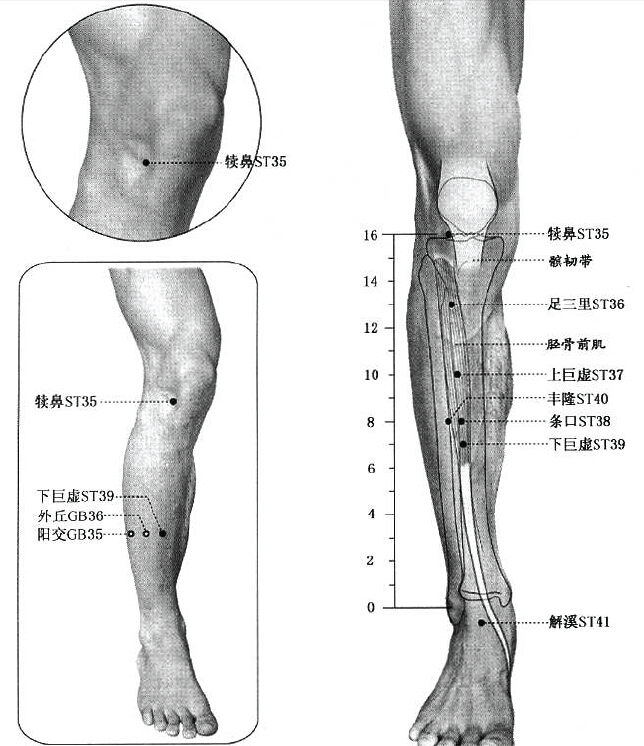 犊鼻ST35
犊鼻ST35
下巨虚ST39
外丘GB36
阳交GB35
16
14
12
10
8
6
4
2
0
犊鼻ST35
髌韧带
足三里ST36
胫骨前肌
上巨虚ST37
丰隆ST40
条口ST38
下巨虚ST39
解溪ST41